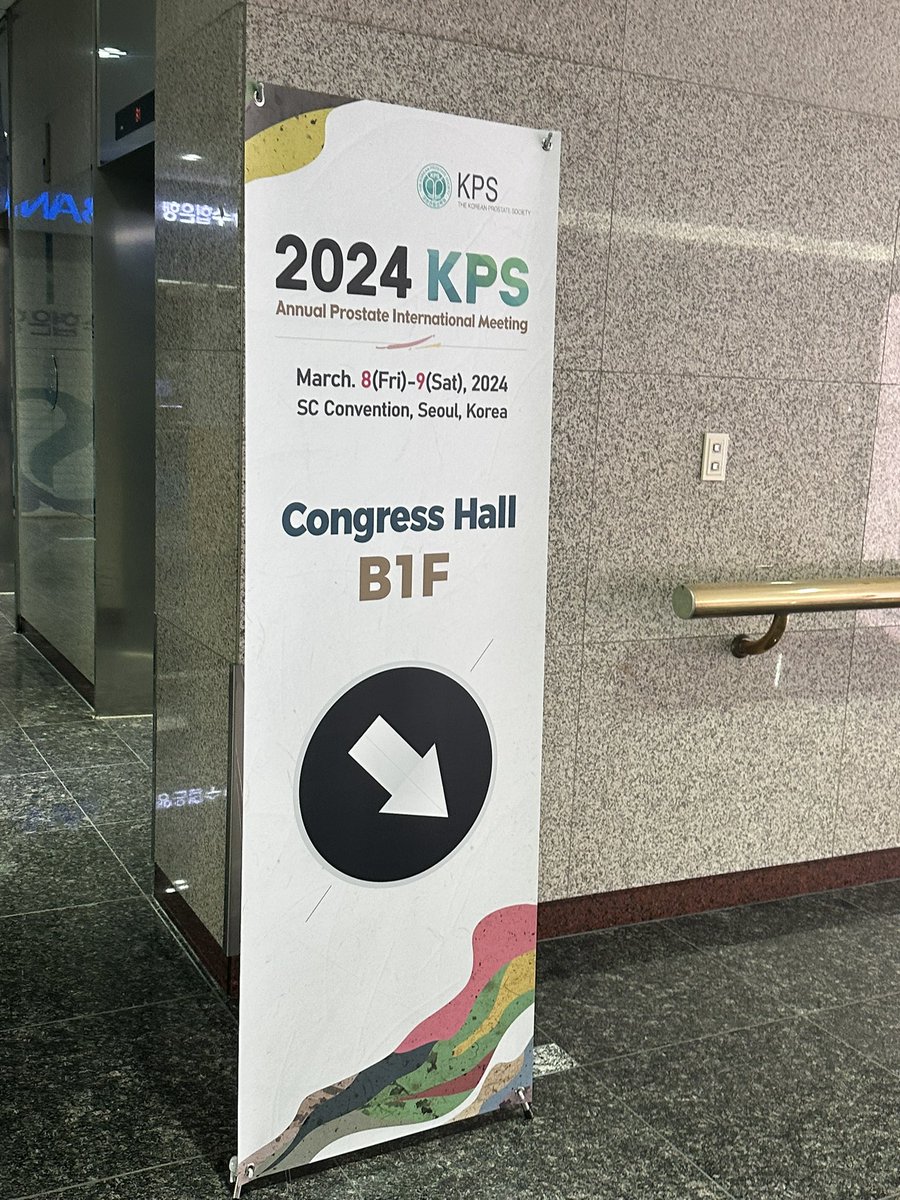 KPS
THE KOREAN PROSTATE SOCIETY
2024 KPS
Annual Prostate International Meeting
March. 8(Fri)-9(Sat), 2024
SC Convention, Seoul, Korea
Congress Hall
B1F